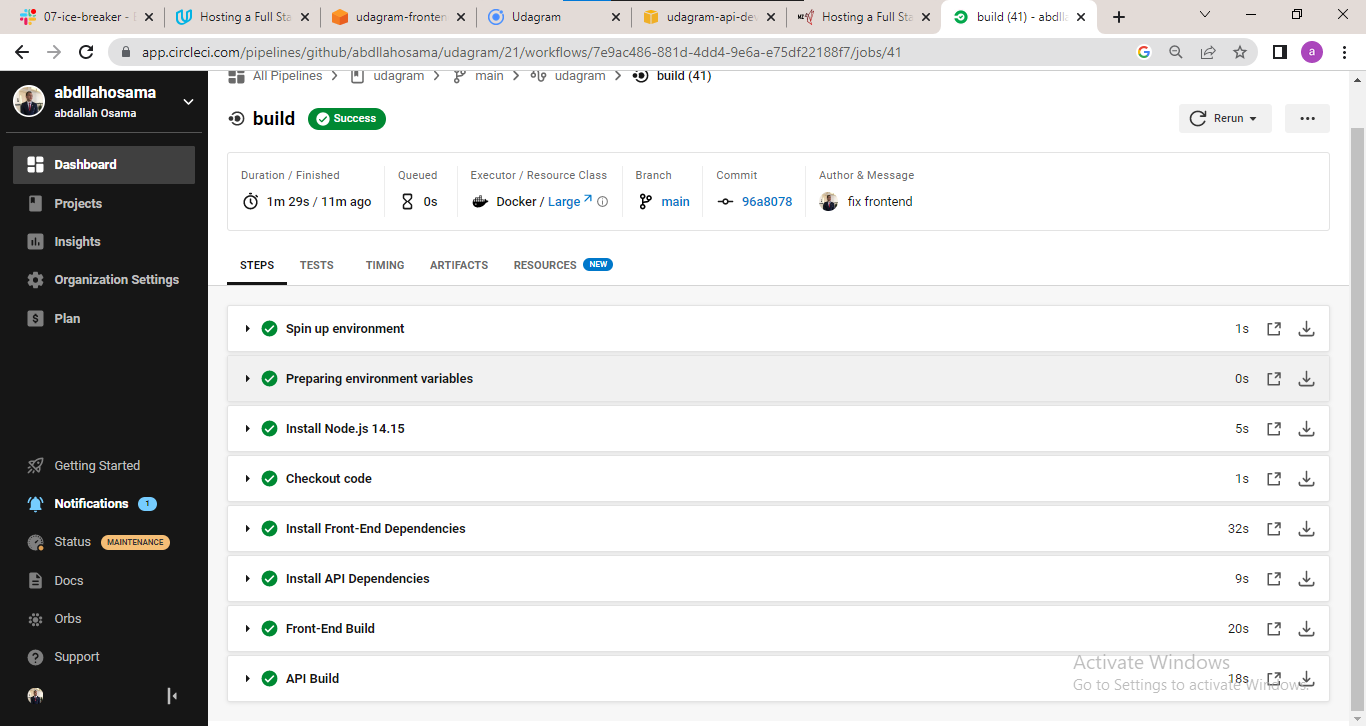 07-ice-breaker -
Hosting a Full Sta
udagram-fronten
Udagram
udagram-api-dev
Hosting a Full Sta
build (41) - abdlla
app.circleci.com/pipelines/github/abdllahosama/udagram/21/workflows/7e9ac486-881d-4dd4-9e6a-e75df22188f7/jobs/41
a
abdllahosama
abdallah Osama
Dashboard
Projects
Insights
Organization Settings
$ Plan
Getting Started
Notifications 1
Status MAINTENANCE
Docs
Orbs
? Support
All Pipelines > udagram > main > udagram > build (41)
build Success
Rerun
Duration / Finished
1m 29s / 11m ago
Queued
0s
Executor / Resource Class
Docker / Large
Branch
main
Commit
96a8078
Author & Message
fix frontend
STEPS TESTS TIMING ARTIFACTS RESOURCES NEW
Spin up environment 1s
Preparing environment variables 0s
Install Node.js 14.15 5s
Checkout code 1s
Install Front-End Dependencies 32s
Install API Dependencies 9s
Front-End Build 20s
API Build 18s
Activate Windows
Go to Settings to activate Windows.